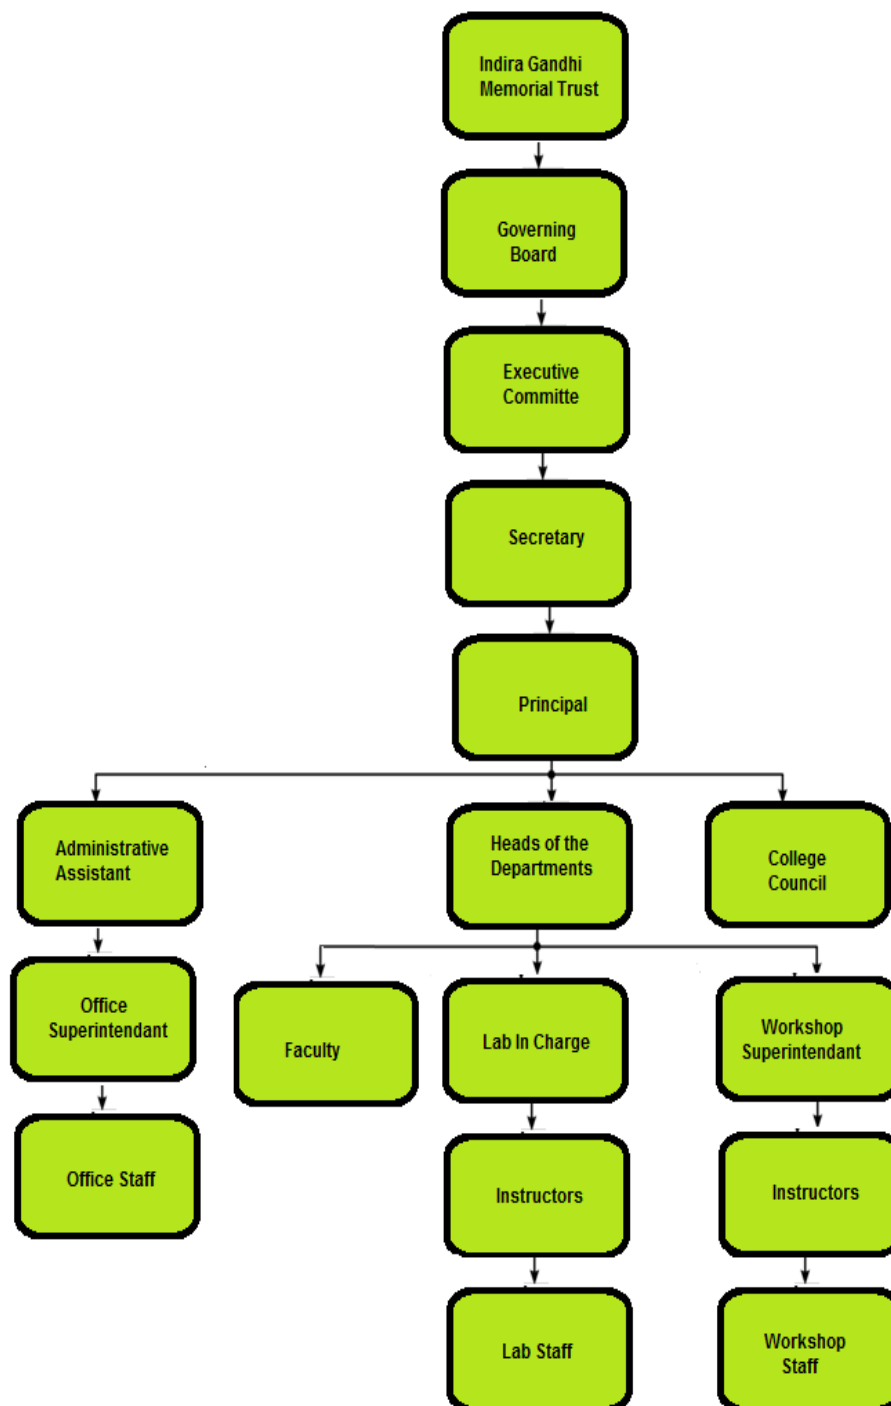 Indira Gandhi
Memorial Trust
Governing
Board
Executive
Committe
Secretary
Principal
Administrative
Assistant
Heads of the
Departments
College
Council
Office
Superintendant
Faculty
Lab In Charge
Workshop
Superintendant
Office Staff
Instructors
Instructors
Lab Staff
Workshop
Staff